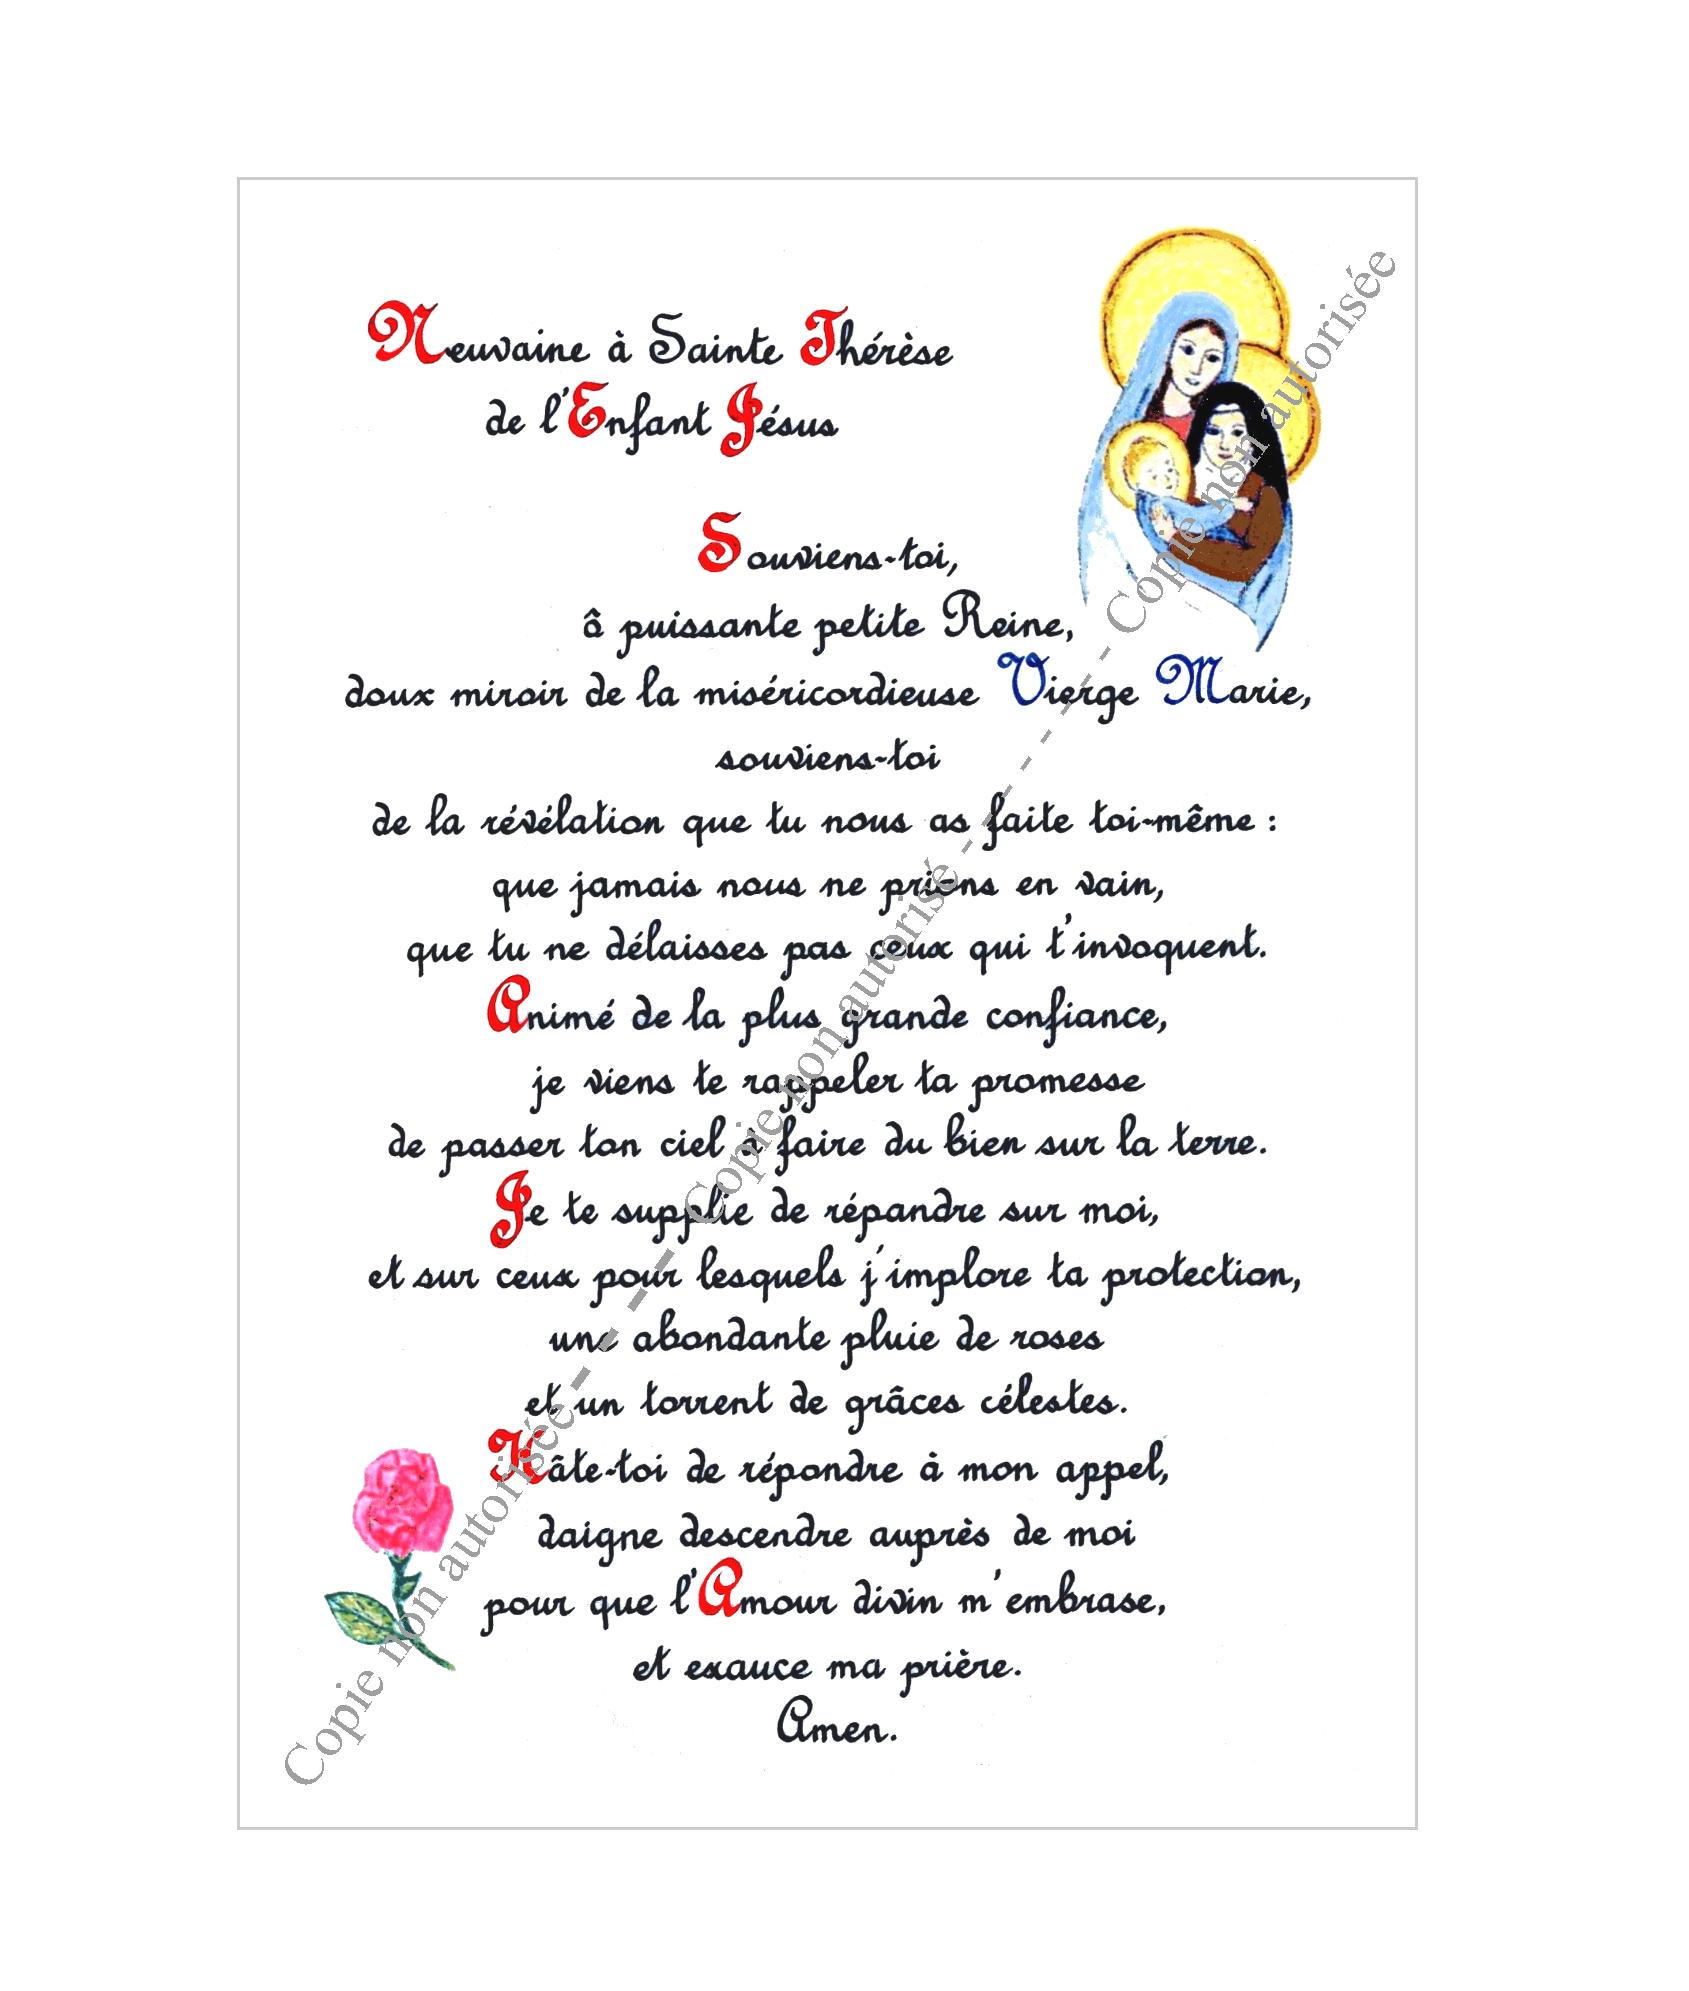 Neuvaine à Sainte Thérèse
de l'Enfant Jésus
Souviens-toi,
ô puissante petite Reine,
doux miroir de la miséricordieuse Vierge Marie,
souviens-toi
de la révélation que tu nous as faite toi-même :
que jamais nous ne prions en vain,
que tu ne délaisses pas ceux qui t'invoquent.
Animé de la plus grande confiance,
je viens te rappeler ta promesse
de passer ton ciel à faire du bien sur la terre.
Je te supplie de répandre sur moi,
et sur ceux pour lesquels j'implore ta protection,
une abondante pluie de roses
et un torrent de grâces célestes.
Hâte-toi de répondre à mon appel,
daigne descendre auprès de moi
pour que l'Amour divin m'embrase,
et exauce ma prière.
Amen.
Copie non autorisée - - - Copie non autorisée - - - Copie non autorisée